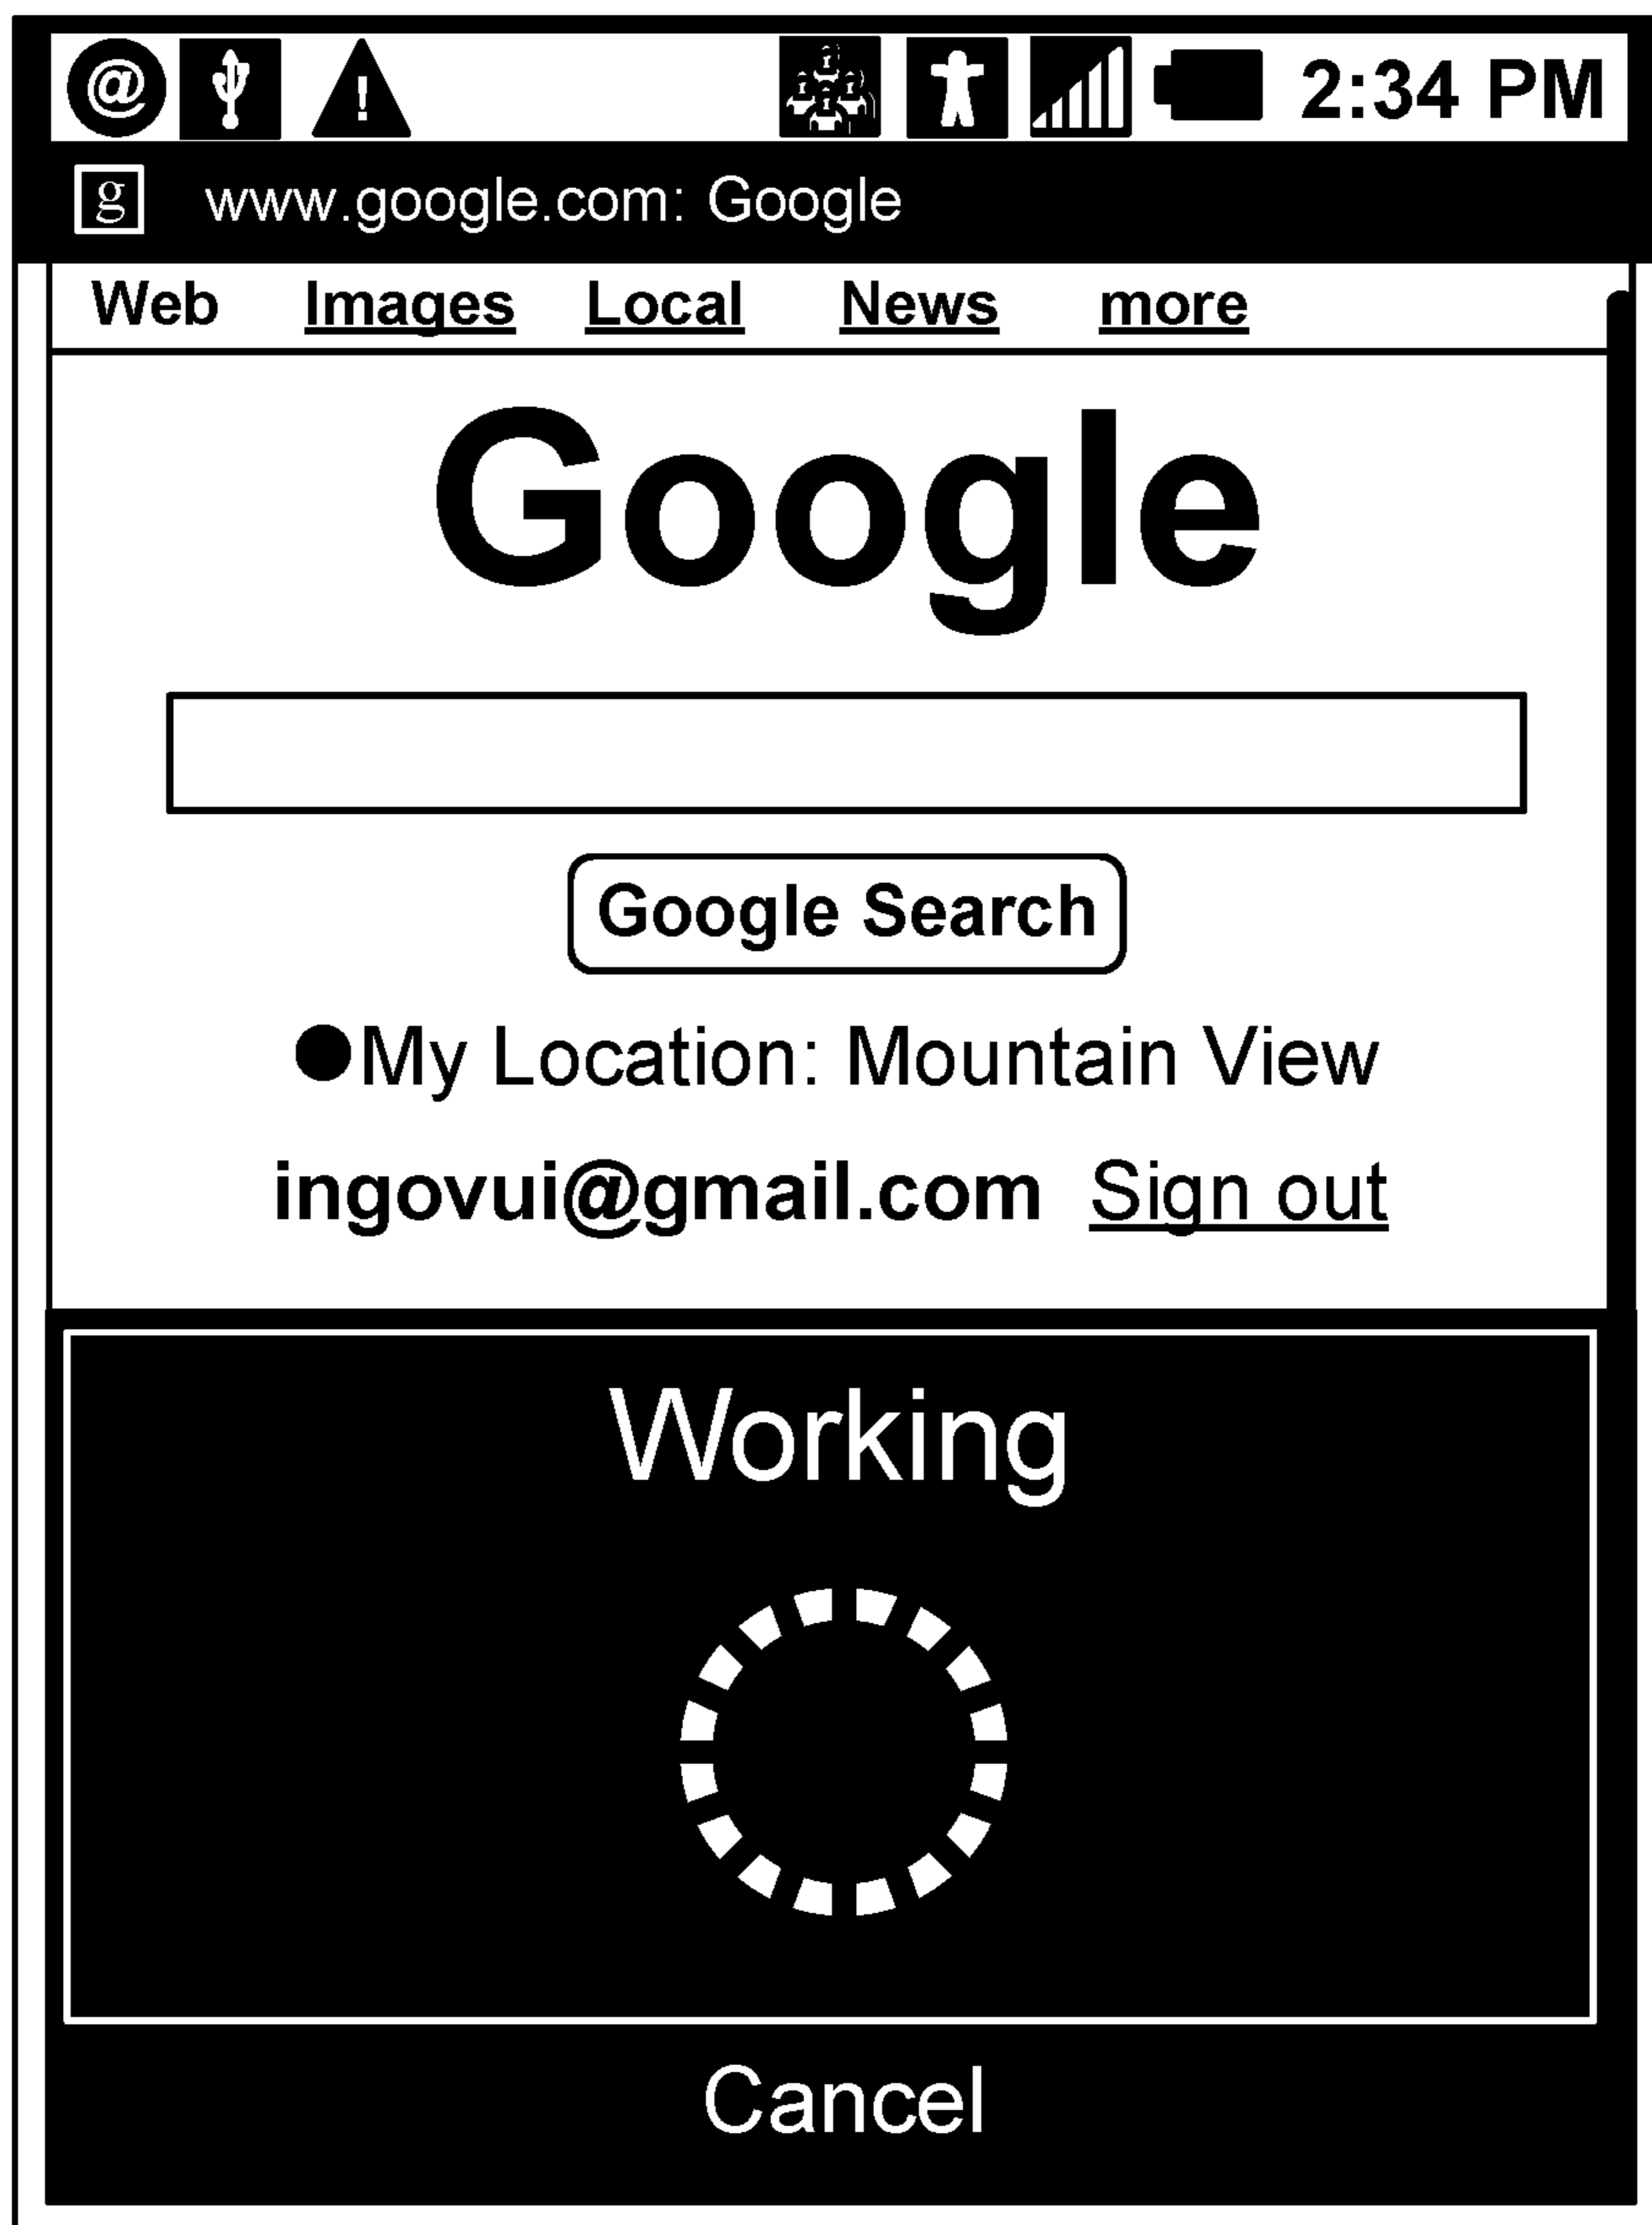 @ ! 2:34 PM
g www.google.com: Google
Web Images Local News more
Google
Google Search
My Location: Mountain View
ingovui@gmail.com Sign out
Working
Cancel